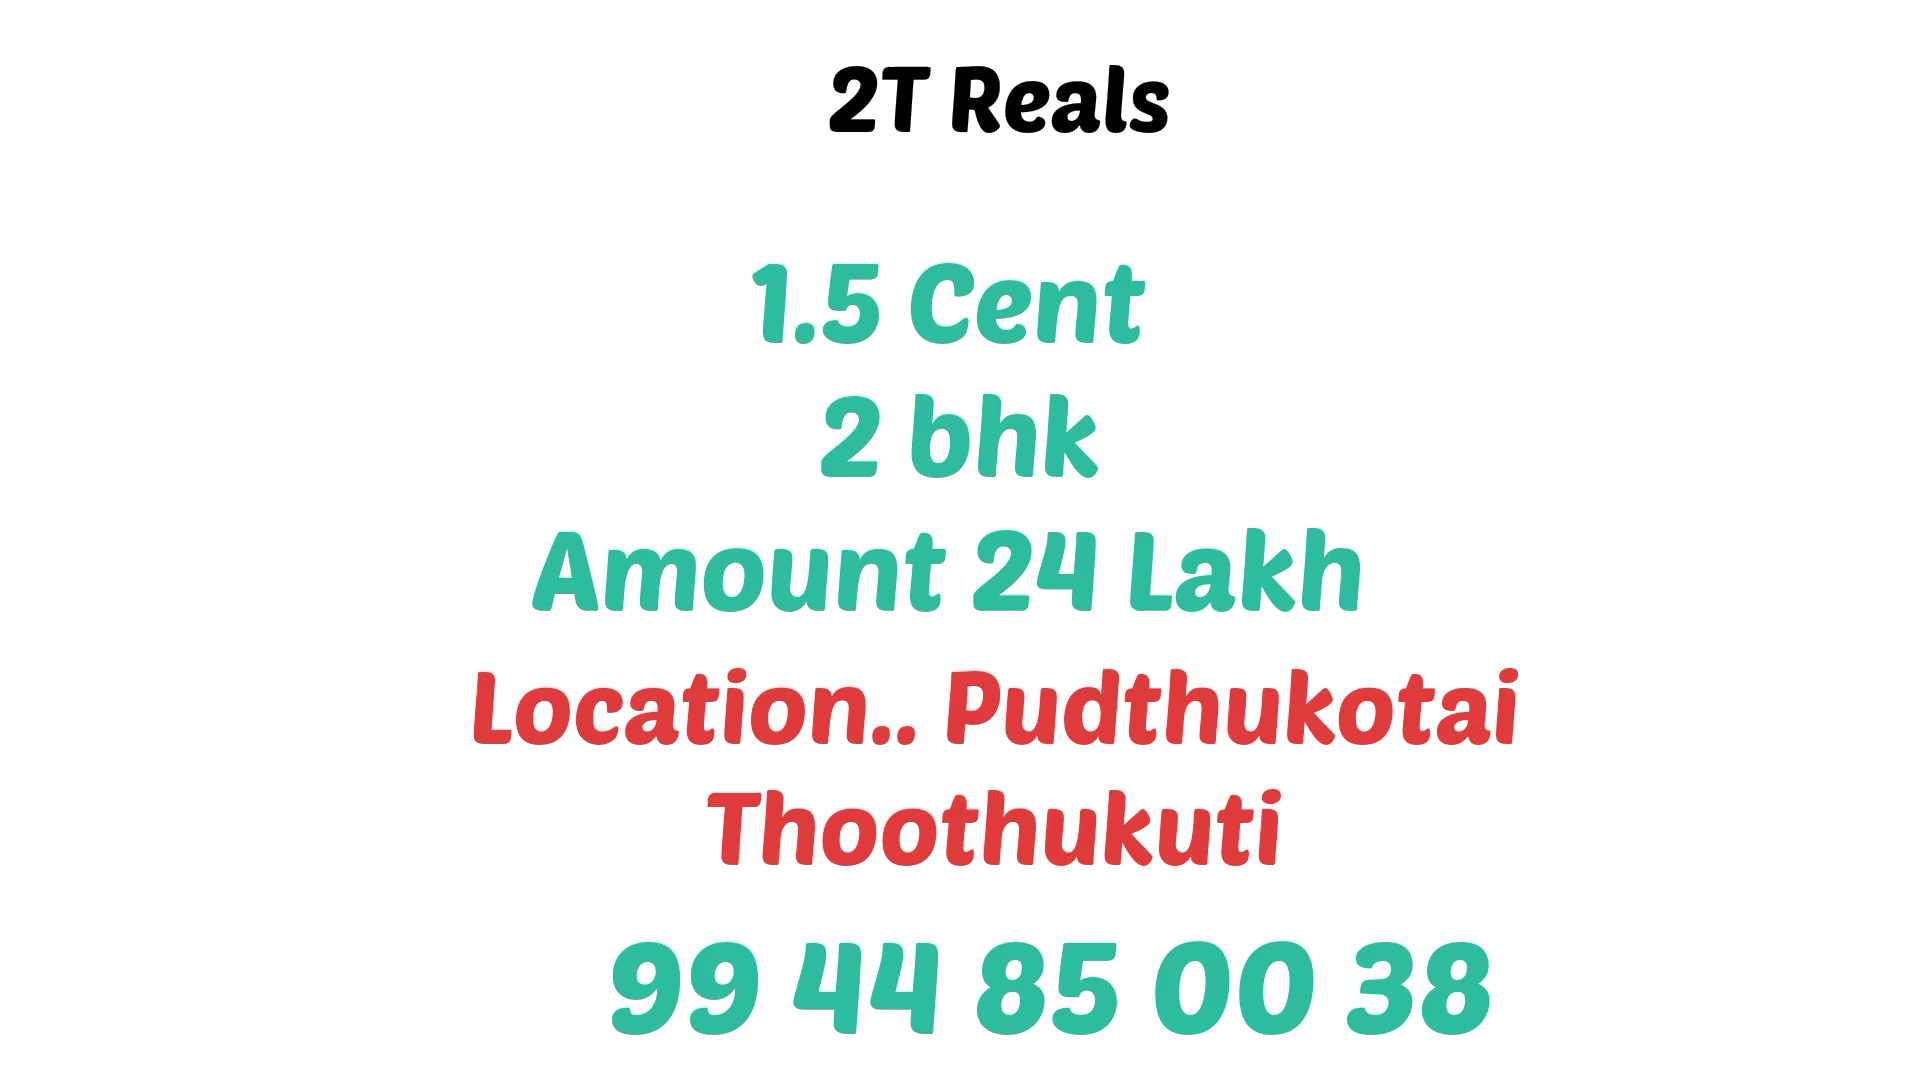 2T Reals
1.5 Cent
2 bhk
Amount 24 Lakh
Location.. Pudthukotai
Thoothukuti
99 44 85 00 38